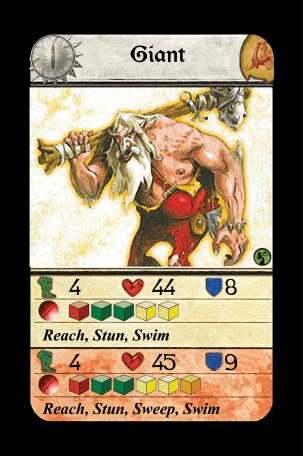 Giant
4 44 8
Reach, Stun, Swim
4 45 9
Reach, Stun, Sweep, Swim